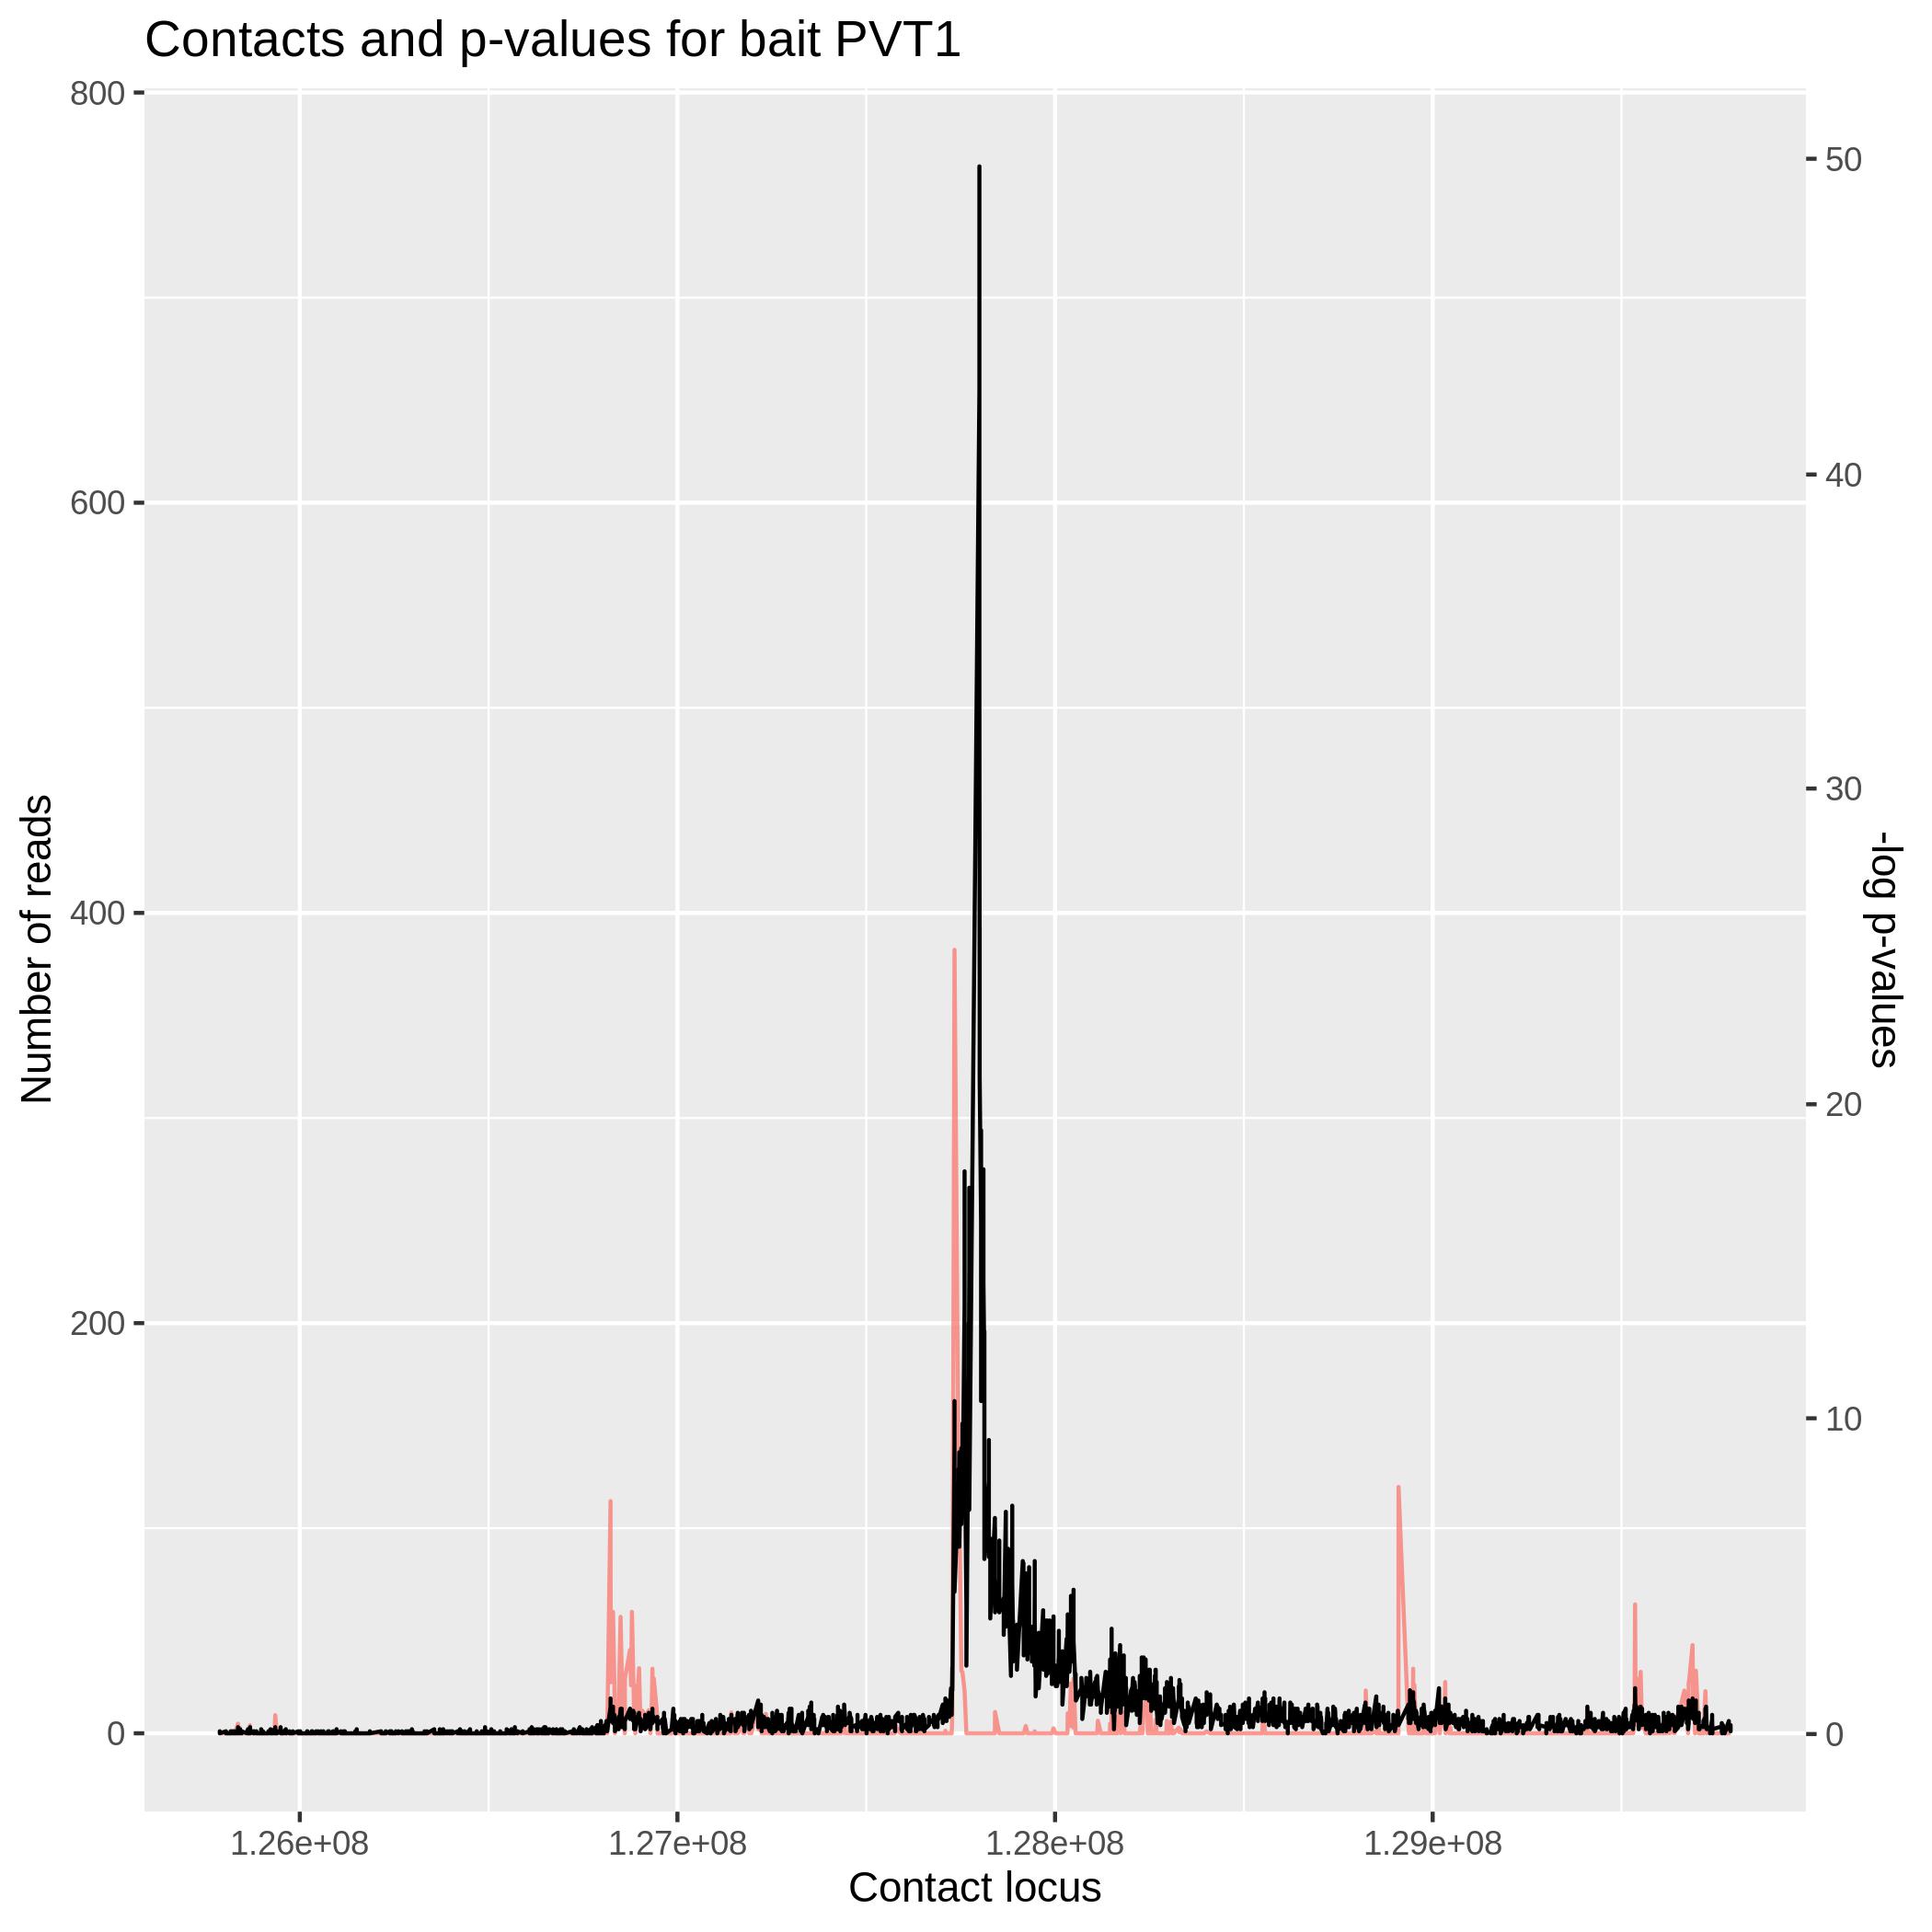 Contacts and p-values for bait PVT1
800
600
400
200
0
Number of reads
50
40
30
20
10
0
-log p-values
1.26e+08 1.27e+08 1.28e+08 1.29e+08
Contact locus